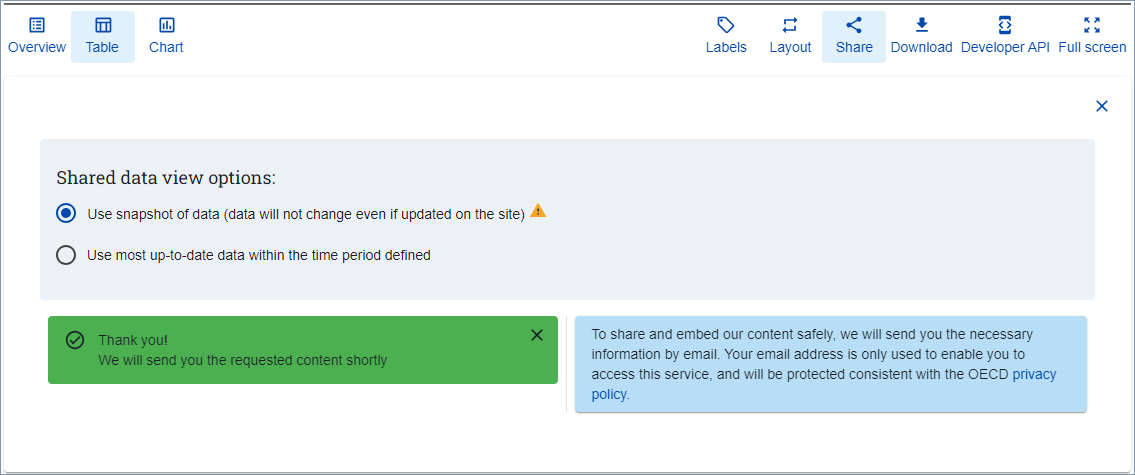 Overview Table Chart Labels Layout Share Download Developer API Full screen
Shared data view options:
Use snapshot of data (data will not change even if updated on the site)
Use most up-to-date data within the time period defined
Thank you!
We will send you the requested content shortly
To share and embed our content safely, we will send you the necessary
information by email. Your email address is only used to enable you to
access this service, and will be protected consistent with the OECD privacy
policy.